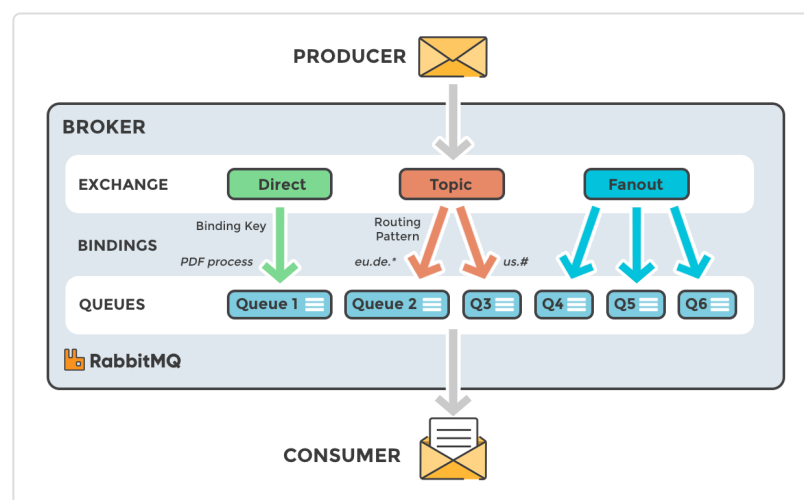 PRODUCER
BROKER
EXCHANGE
Direct
Topic
Fanout
Binding Key
Routing
Pattern
BINDINGS
PDF process
eu.de.*
us.#
QUEUES
Queue 1
Queue 2
Q3
Q4
Q5
Q6
RabbitMQ
CONSUMER